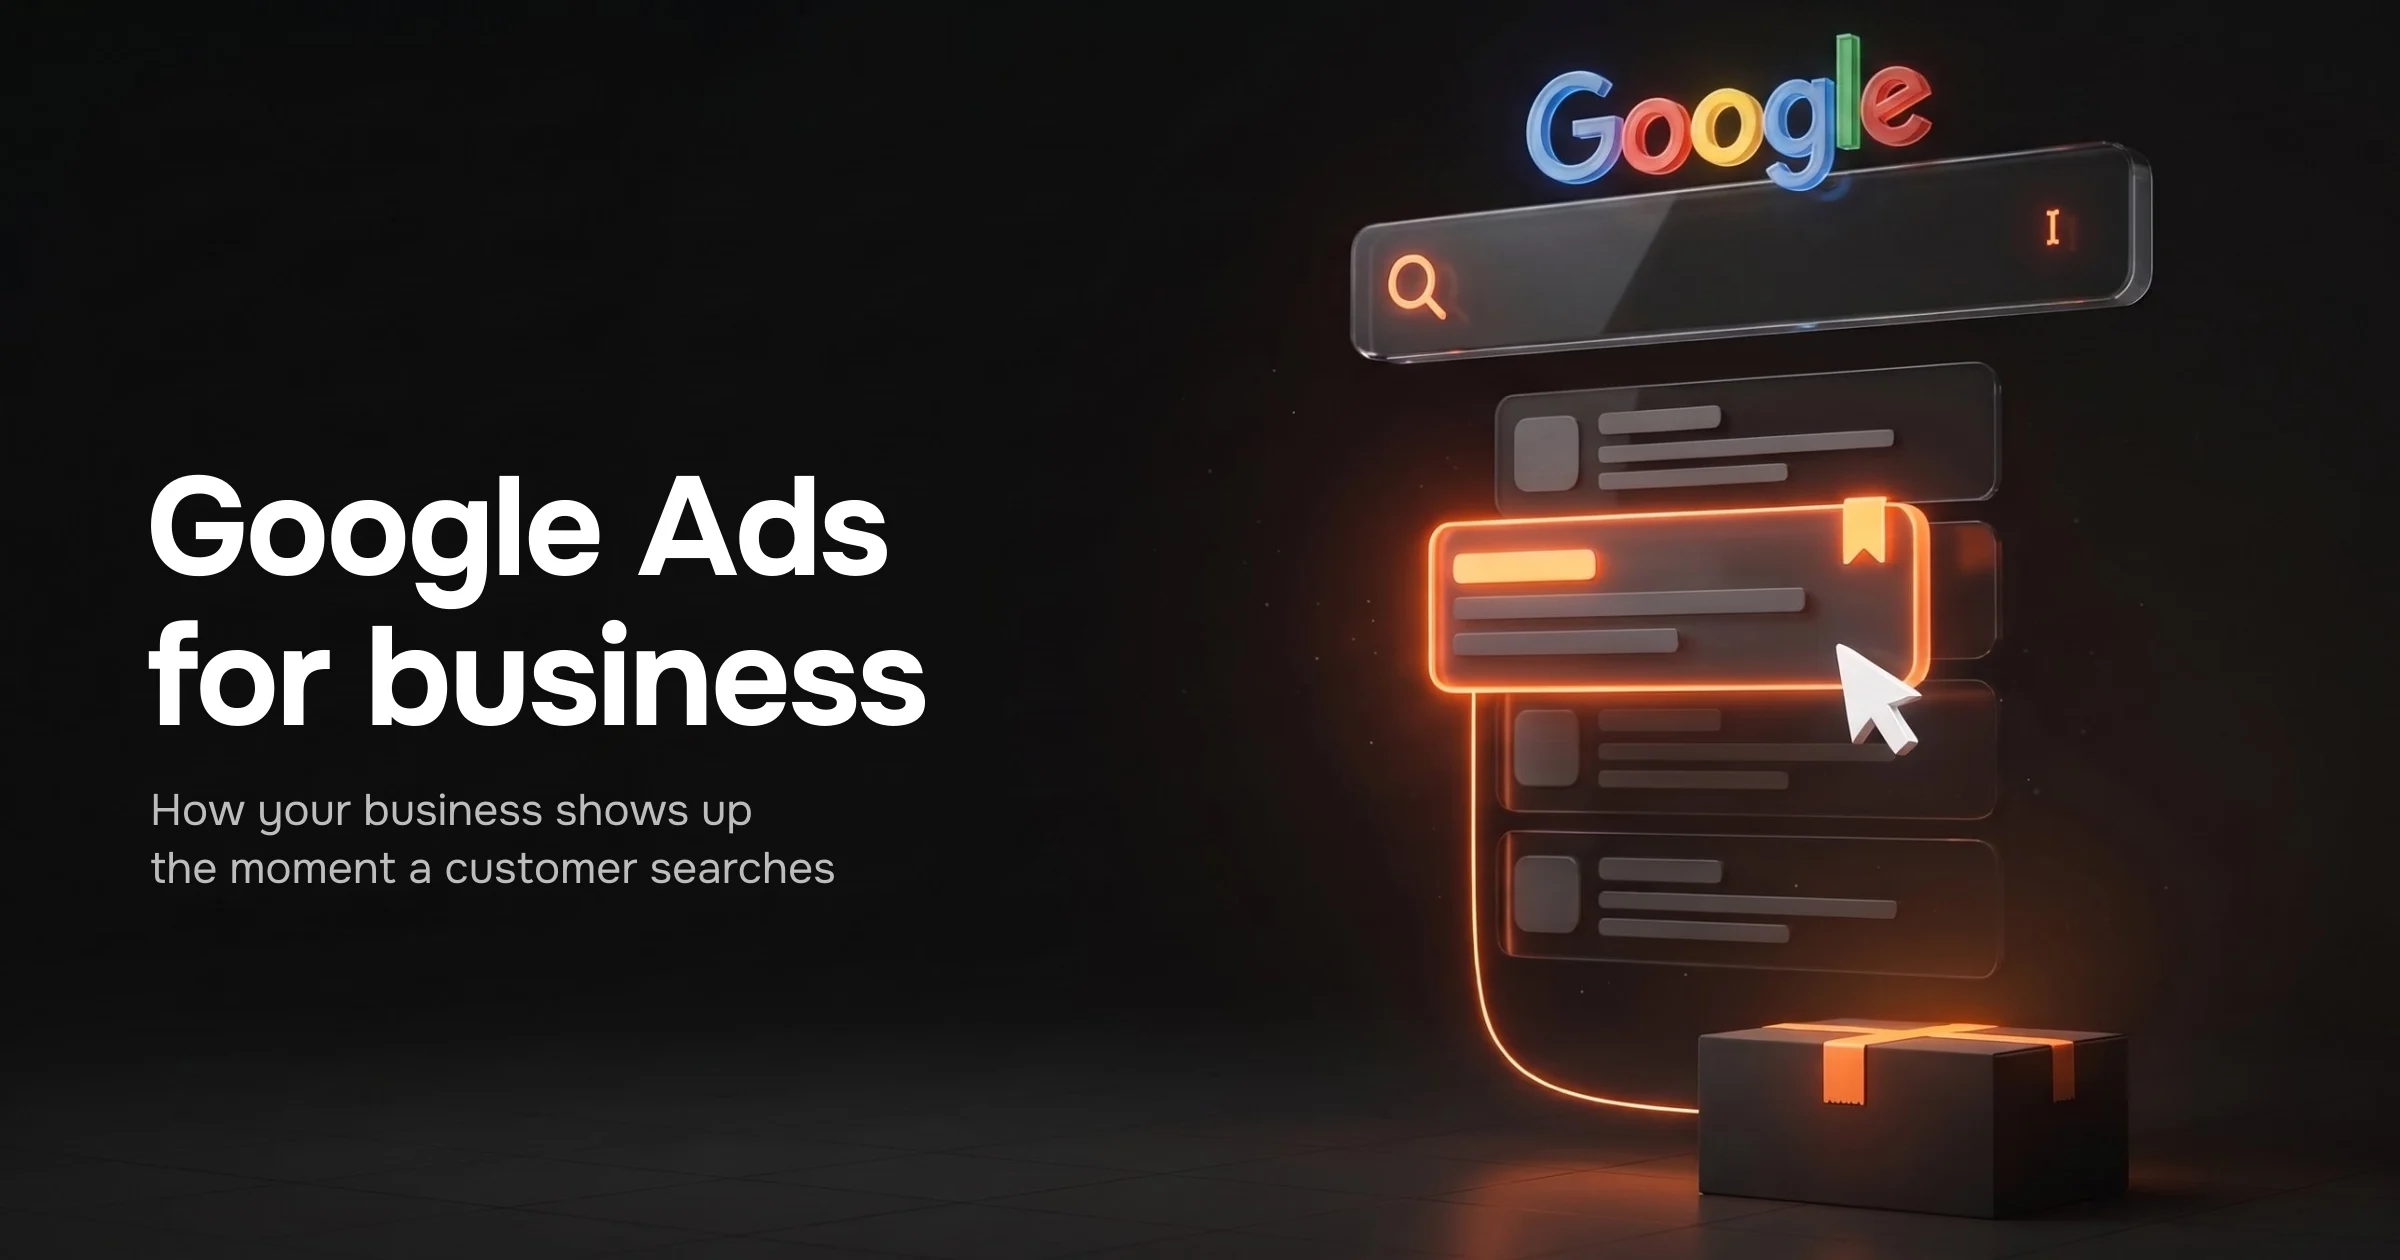 Google
Google Ads
for business
How your business shows up
the moment a customer searches